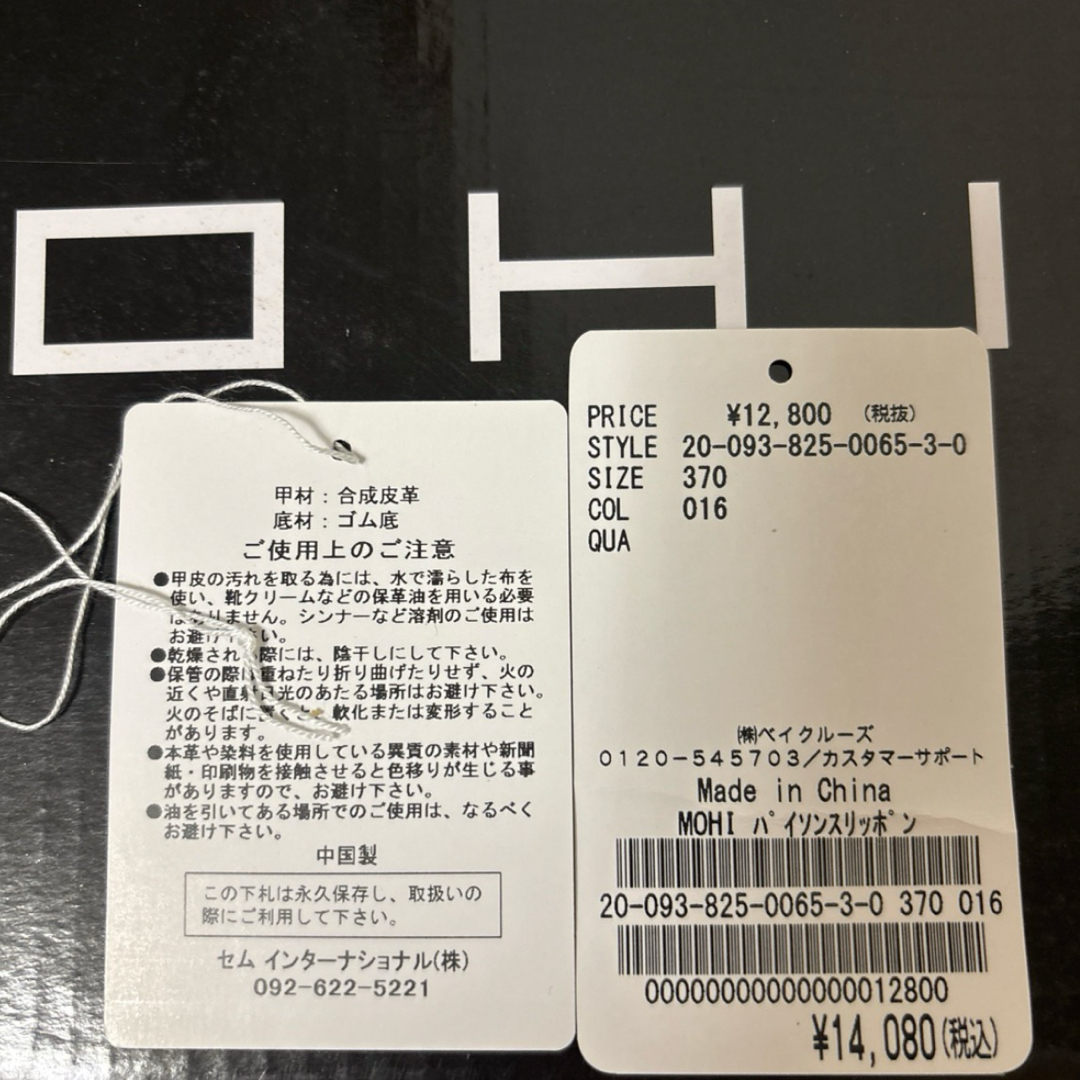 OHI
甲材：合成皮革
底材：ゴム底
ご使用上のご注意
●甲皮の汚れを取る為には、水で濡らした布を
使い、靴クリームなどの保革油を用いる必要
はありません。シンナーなど溶剤のご使用は
お避け下さい。
●乾燥され際には、陰干しにして下さい。
●保管の際は重ねたり折り曲げたりせず、火の
近くや直射日光のあたる場所はお避け下さい。
火のそばに置くと、軟化または変形すること
があります。
●本革や染料を使用している異質の素材や新聞
紙・印刷物を接触させると色移りが生じる事
がありますので、お避け下さい。
●油を引いてある場所でのご使用は、なるべく
お避け下さい。
中国製
この下札は永久保存し、取扱いの
際にご利用して下さい。
セム インターナショナル(株)
092-622-5221
PRICE ¥12,800 (税抜)
STYLE 20-093-825-0065-3-0
SIZE 370
COL 016
QUA
㈱ベイクルーズ
0120-545703/カスタマーサポート
Made in China
MOHI パイソンスリッポン
20-093-825-0065-3-0 370 016
00000000000000012800
¥14,080(税込)